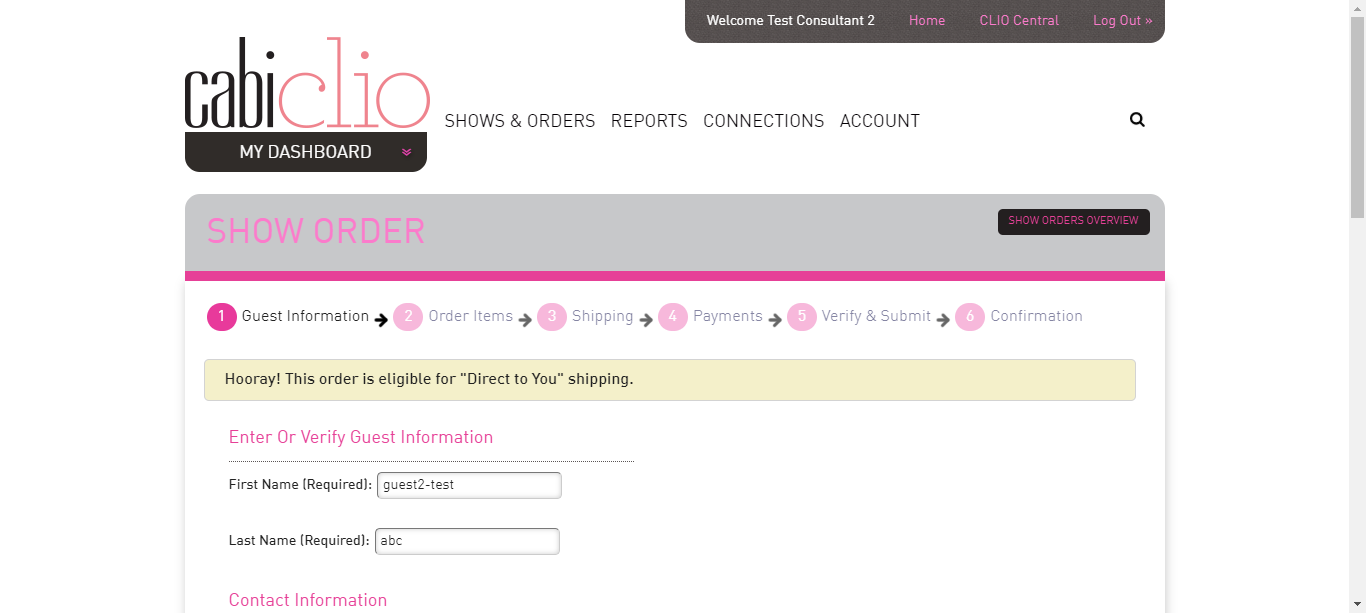 Welcome Test Consultant 2 Home CLIO Central Log Out »
cabiclio
SHOWS & ORDERS REPORTS CONNECTIONS ACCOUNT
MY DASHBOARD
SHOW ORDER
SHOW ORDERS OVERVIEW
1 Guest Information 2 Order Items 3 Shipping 4 Payments 5 Verify & Submit 6 Confirmation
Hooray! This order is eligible for "Direct to You" shipping.
Enter Or Verify Guest Information
First Name (Required): guest2-test
Last Name (Required): abc
Contact Information